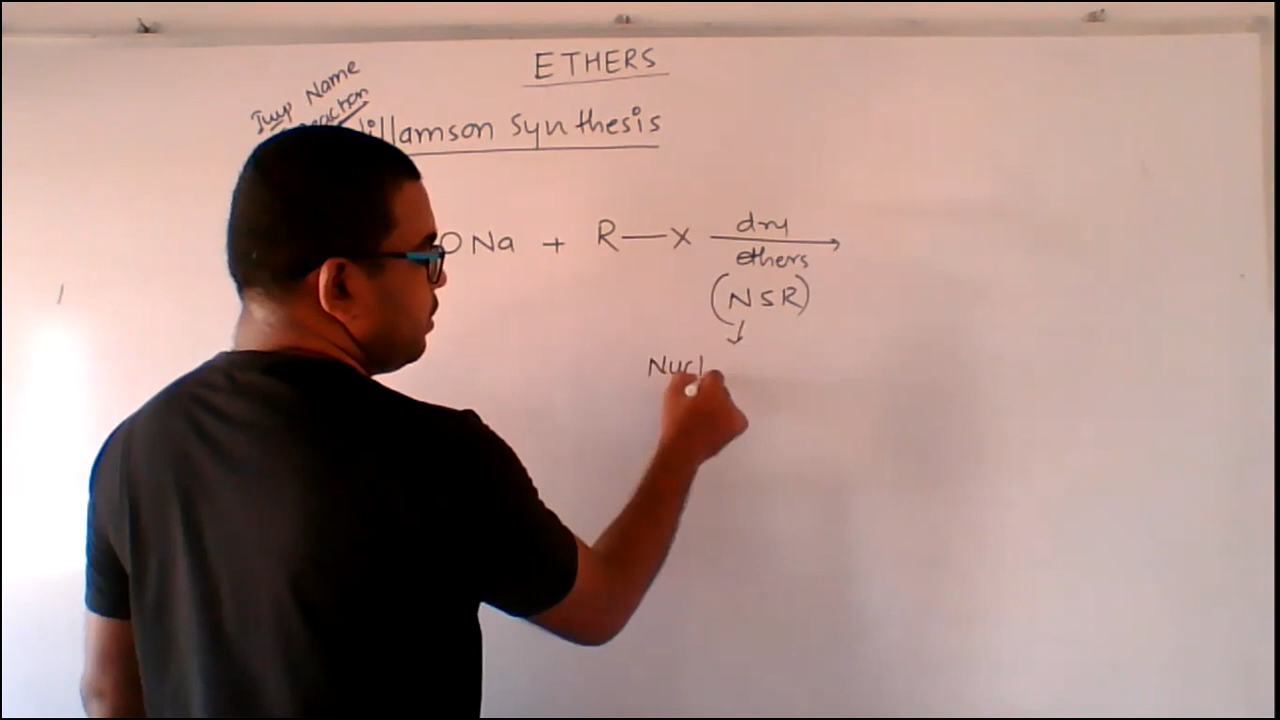 ETHERS
Imp Name
illamson Synthesis
ONa + R—X dry
ethers
(NSR)
↓
Nucl